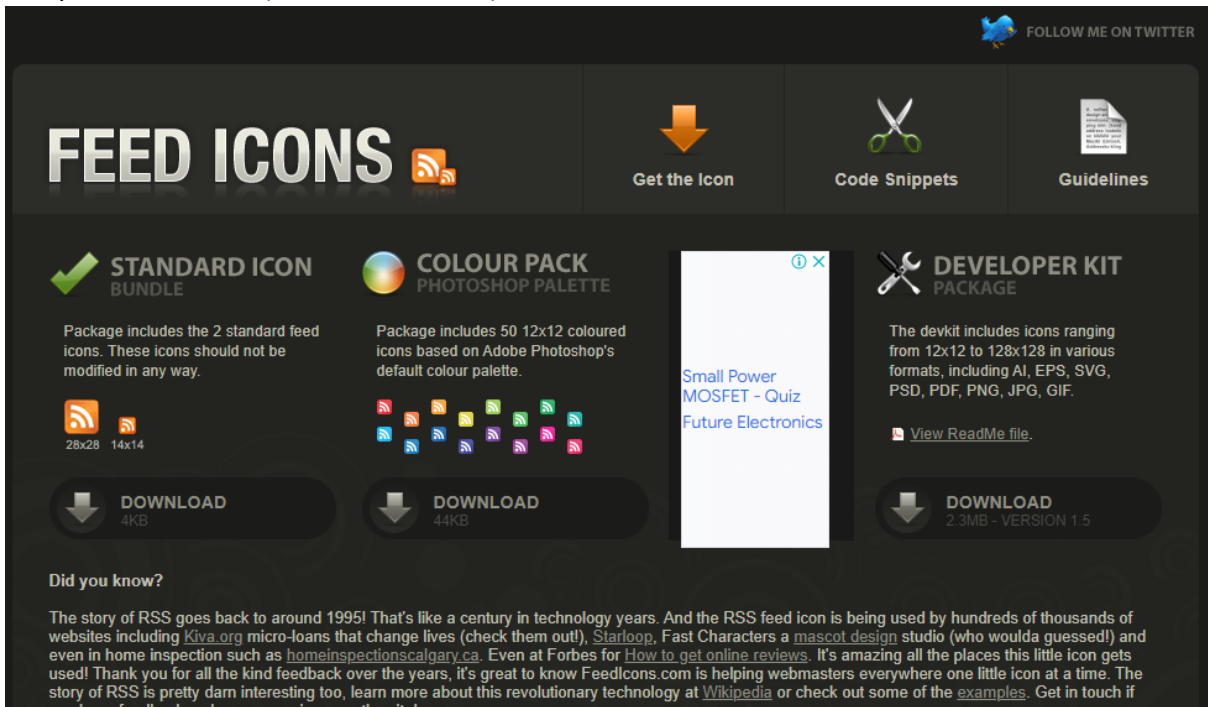 FOLLOW ME ON TWITTER
FEED ICONS
Get the Icon
Code Snippets
Guidelines
STANDARD ICON
BUNDLE
Package includes the 2 standard feed
icons. These icons should not be
modified in any way.
28x28 14x14
DOWNLOAD
4KB
COLOUR PACK
PHOTOSHOP PALETTE
Package includes 50 12x12 coloured
icons based on Adobe Photoshop's
default colour palette.
DOWNLOAD
44KB
Small Power
MOSFET - Quiz
Future Electronics
DEVELOPER KIT
PACKAGE
The devkit includes icons ranging
from 12x12 to 128x128 in various
formats, including AI, EPS, SVG,
PSD, PDF, PNG, JPG, GIF.
View ReadMe file.
DOWNLOAD
2.3MB - VERSION 1.5
Did you know?
The story of RSS goes back to around 1995! That's like a century in technology years. And the RSS feed icon is being used by hundreds of thousands of
websites including Kiva.org micro-loans that change lives (check them out!), Starloop, Fast Characters a mascot design studio (who woulda guessed!) and
even in home inspection such as homeinspectionscalgary.ca. Even at Forbes for How to get online reviews. It's amazing all the places this little icon gets
used! Thank you for all the kind feedback over the years, it's great to know FeedIcons.com is helping webmasters everywhere one little icon at a time. The
story of RSS is pretty darn interesting too, learn more about this revolutionary technology at Wikipedia or check out some of the examples. Get in touch if